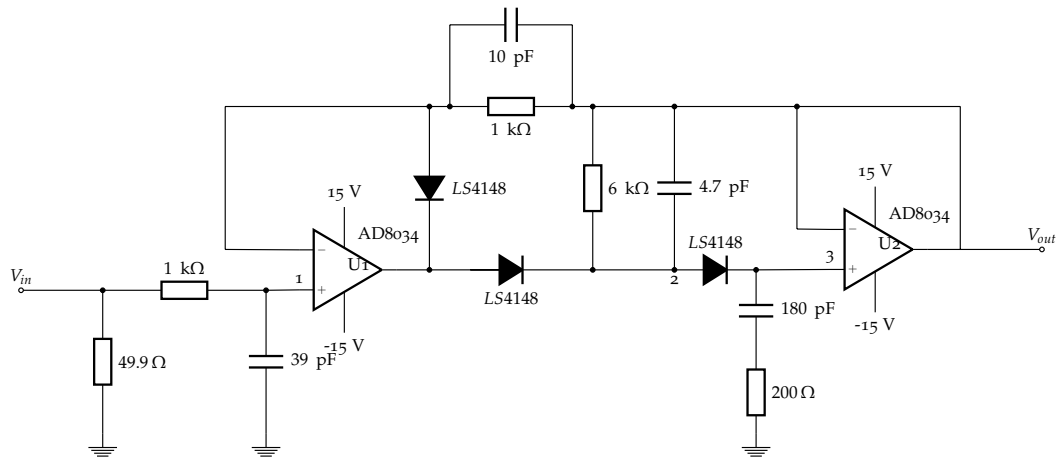 10 pF
1 kΩ
15 V
LS4148
6 kΩ
4.7 pF
15 V
AD8034
AD8034
U1
LS4148
U2
V_out
V_in
1 kΩ
1
3
2
LS4148
-15 V
180 pF
-15 V
49.9 Ω
39 pF
200 Ω